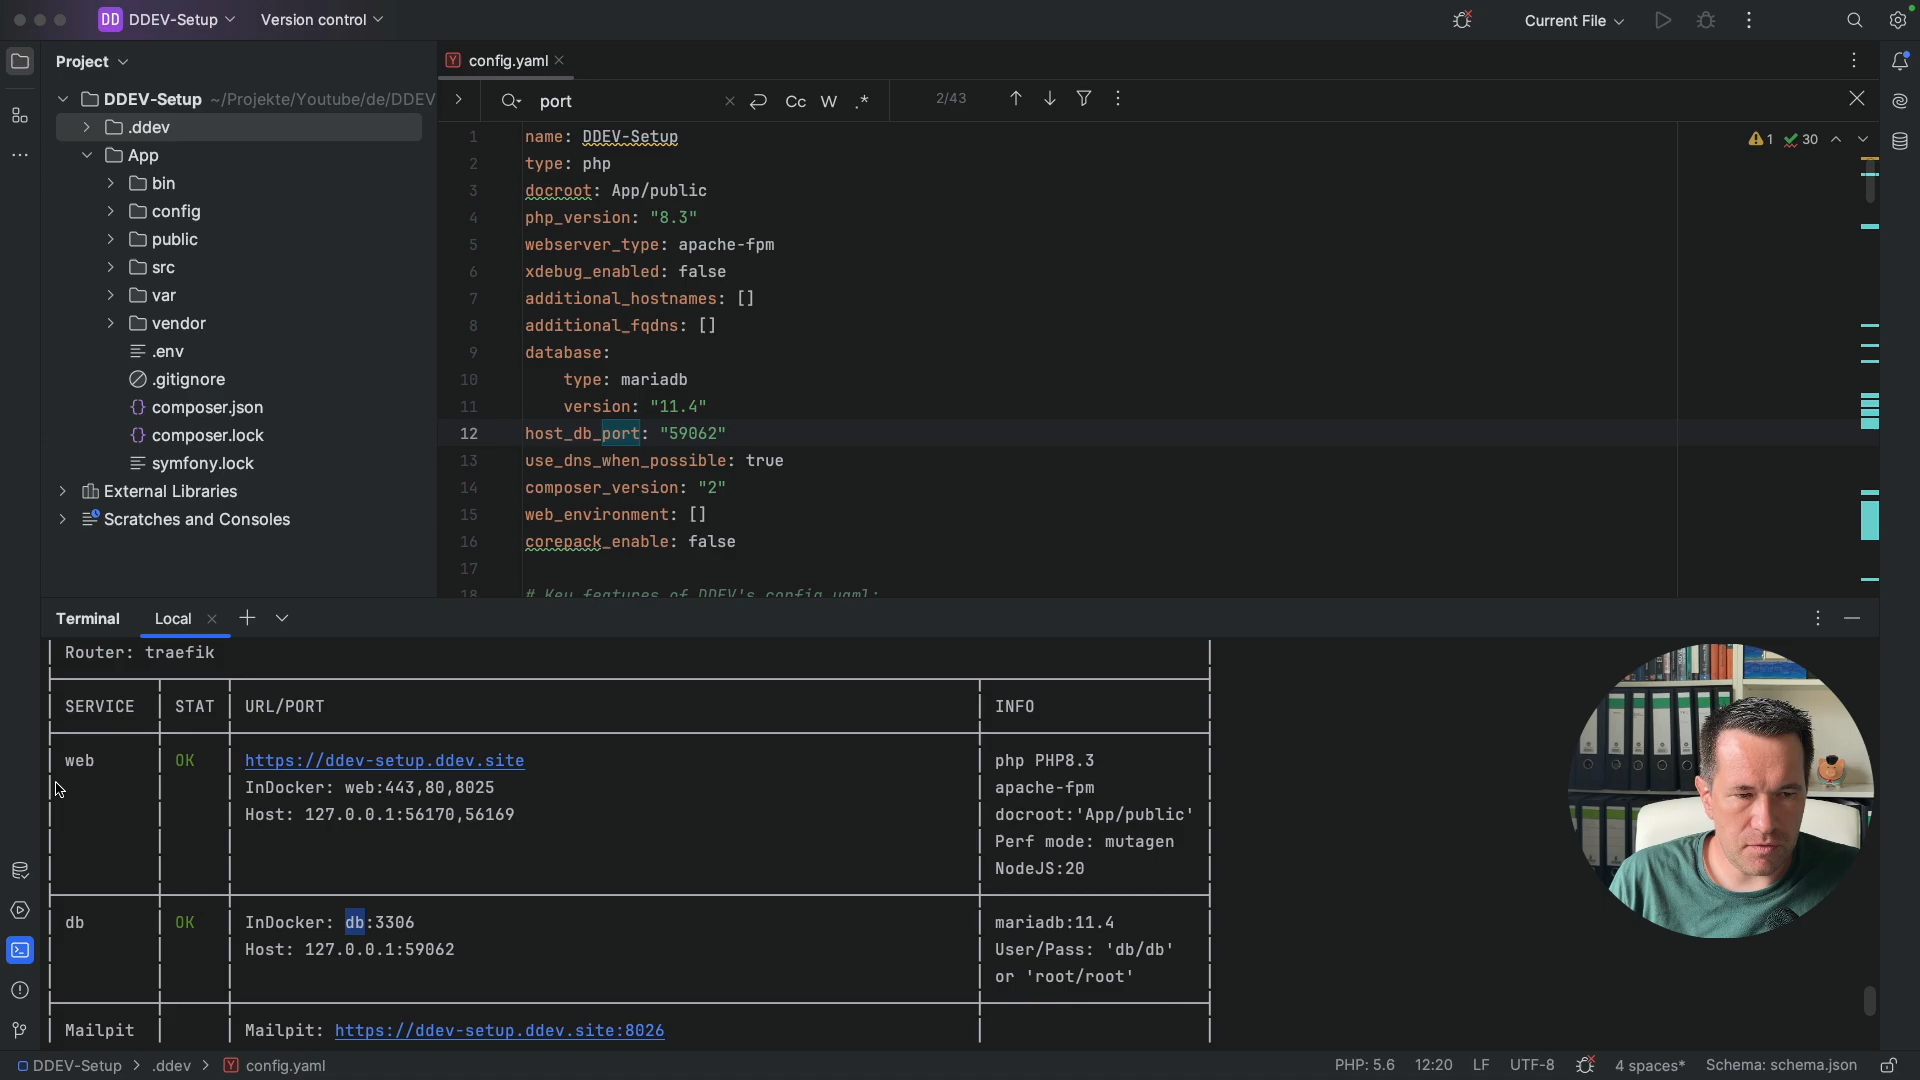 DD DDEV-Setup Version control Current File
Project
config.yaml
DDEV-Setup ~/Projekte/Youtube/de/DDEV
port
Cc W .*
2/43
.ddev
App
bin
config
public
src
var
vendor
.env
.gitignore
composer.json
composer.lock
symfony.lock
External Libraries
Scratches and Consoles
1 name: DDEV-Setup
2 type: php
3 docroot: App/public
4 php_version: "8.3"
5 webserver_type: apache-fpm
6 xdebug_enabled: false
7 additional_hostnames: []
8 additional_fqdns: []
9 database:
10 type: mariadb
11 version: "11.4"
12 host_db_port: "59062"
13 use_dns_when_possible: true
14 composer_version: "2"
15 web_environment: []
16 corepack_enable: false
17
18 # Key features of DDEV's config.yaml:
1 30
Terminal Local
Router: traefik
SERVICE STAT URL/PORT INFO
web OK https://ddev-setup.ddev.site php PHP8.3
InDocker: web:443,80,8025 apache-fpm
Host: 127.0.0.1:56170,56169 docroot:'App/public'
Perf mode: mutagen
NodeJS:20
db OK InDocker: db:3306 mariadb:11.4
Host: 127.0.0.1:59062 User/Pass: 'db/db'
or 'root/root'
Mailpit Mailpit: https://ddev-setup.ddev.site:8026
DDEV-Setup .ddev config.yaml PHP: 5.6 12:20 LF UTF-8 4 spaces* Schema: schema.json